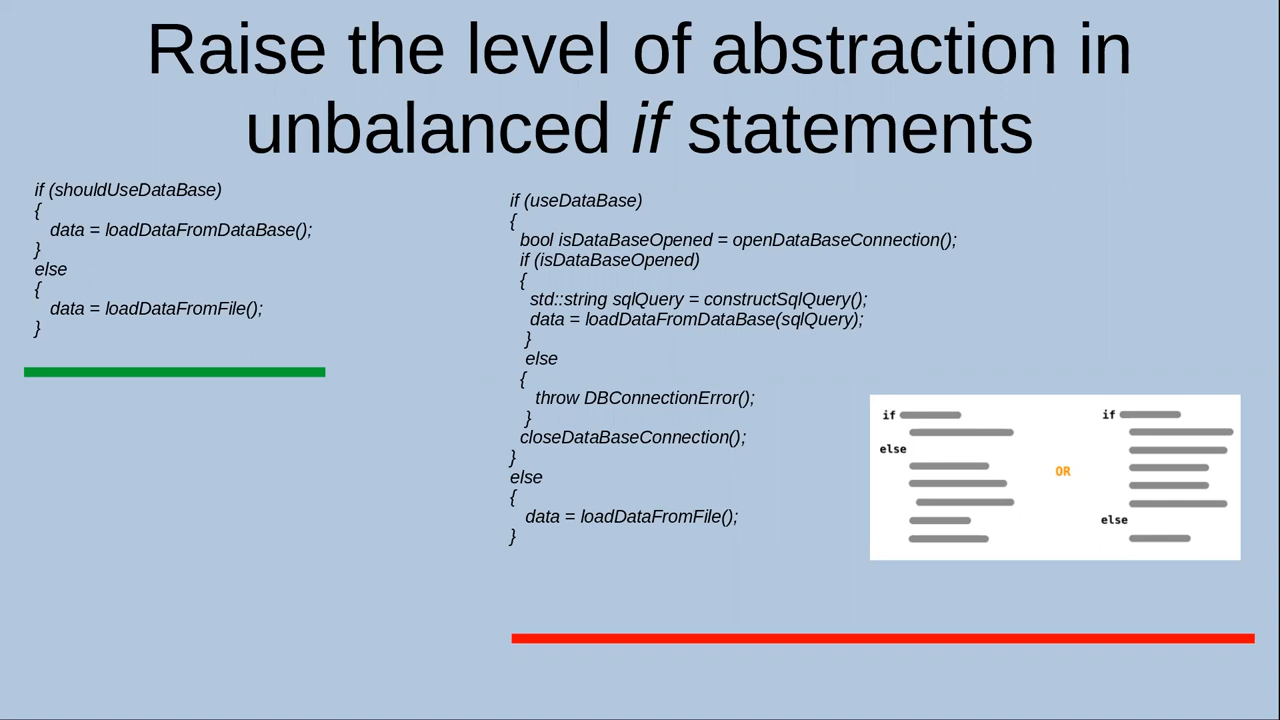 Raise the level of abstraction in
unbalanced if statements
if (shouldUseDataBase)
{
data = loadDataFromDataBase();
}
else
{
data = loadDataFromFile();
}
if (useDataBase)
{
bool isDataBaseOpened = openDataBaseConnection();
if (isDataBaseOpened)
{
std::string sqlQuery = constructSqlQuery();
data = loadDataFromDataBase(sqlQuery);
}
else
{
throw DBConnectionError();
}
closeDataBaseConnection();
}
else
{
data = loadDataFromFile();
}
if
else
OR
if
else